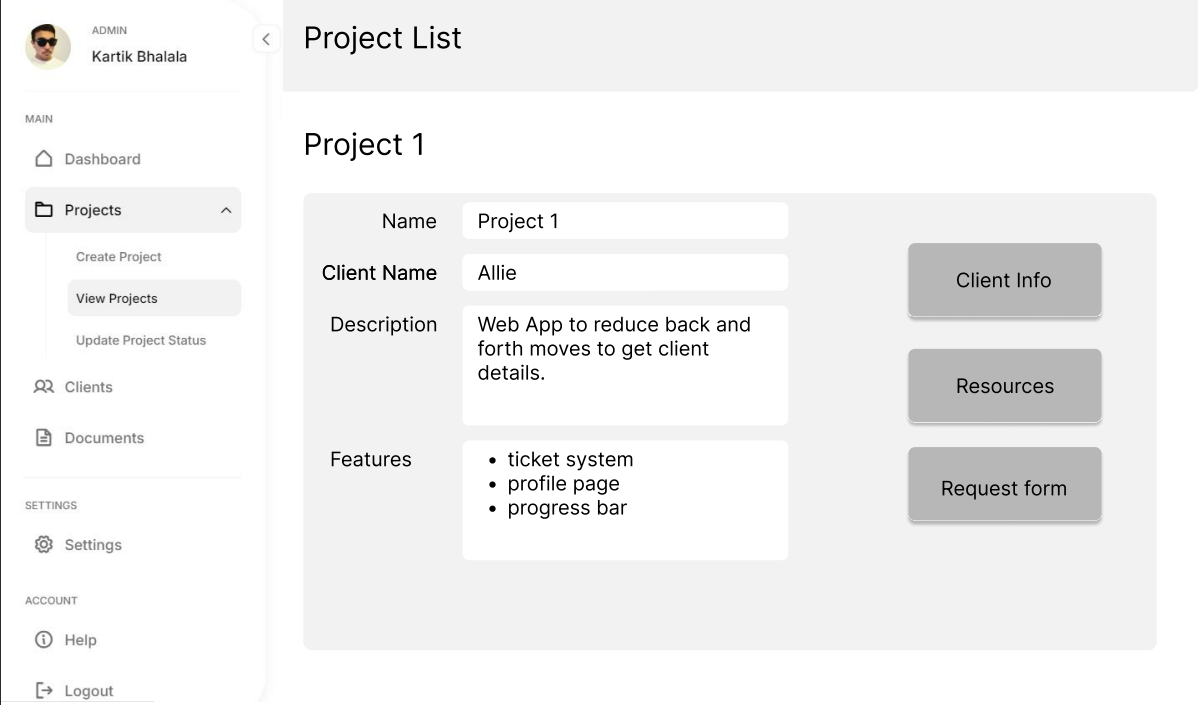 ADMIN
Kartik Bhalala
MAIN
Dashboard
Projects
Create Project
View Projects
Update Project Status
Clients
Documents
SETTINGS
Settings
ACCOUNT
Help
Logout
Project List
Project 1
Name
Project 1
Client Name
Allie
Description
Web App to reduce back and
forth moves to get client
details.
Features
• ticket system
• profile page
• progress bar
Client Info
Resources
Request form